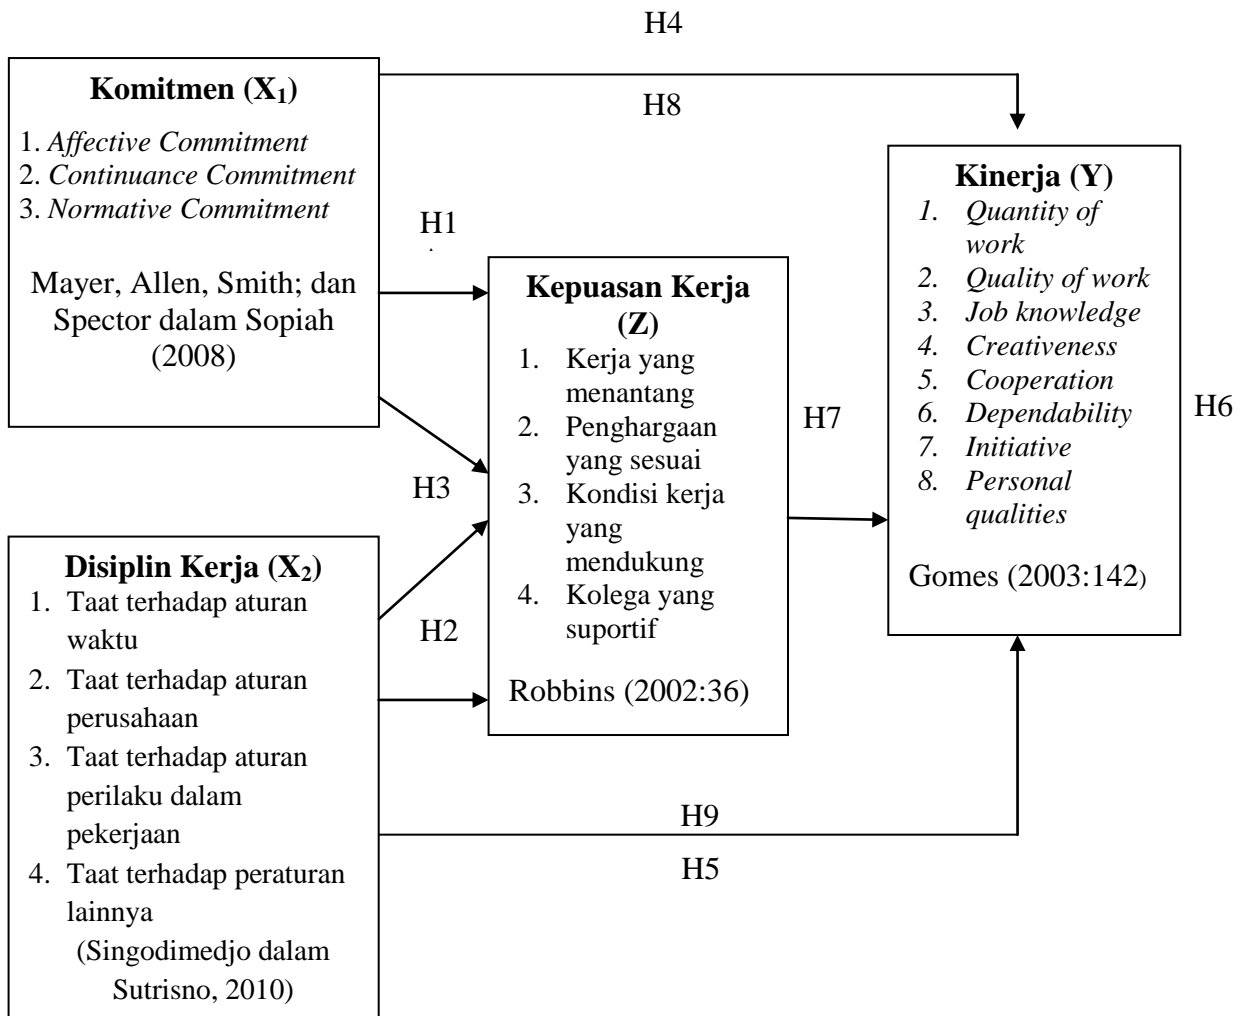 H4
Komitmen (X₁)
1. Affective Commitment
2. Continuance Commitment
3. Normative Commitment
Mayer, Allen, Smith; dan
Spector dalam Sopiah
(2008)
H8
H1
Kinerja (Y)
1. Quantity of
work
2. Quality of work
3. Job knowledge
4. Creativeness
5. Cooperation
6. Dependability
7. Initiative
8. Personal
qualities
Gomes (2003:142)
H6
Kepuasan Kerja
(Z)
1. Kerja yang
menantang
2. Penghargaan
yang sesuai
3. Kondisi kerja
yang
mendukung
4. Kolega yang
suportif
Robbins (2002:36)
H7
H3
H2
Disiplin Kerja (X₂)
1. Taat terhadap aturan
waktu
2. Taat terhadap aturan
perusahaan
3. Taat terhadap aturan
perilaku dalam
pekerjaan
4. Taat terhadap peraturan
lainnya
(Singodimedjo dalam
Sutrisno, 2010)
H9
H5